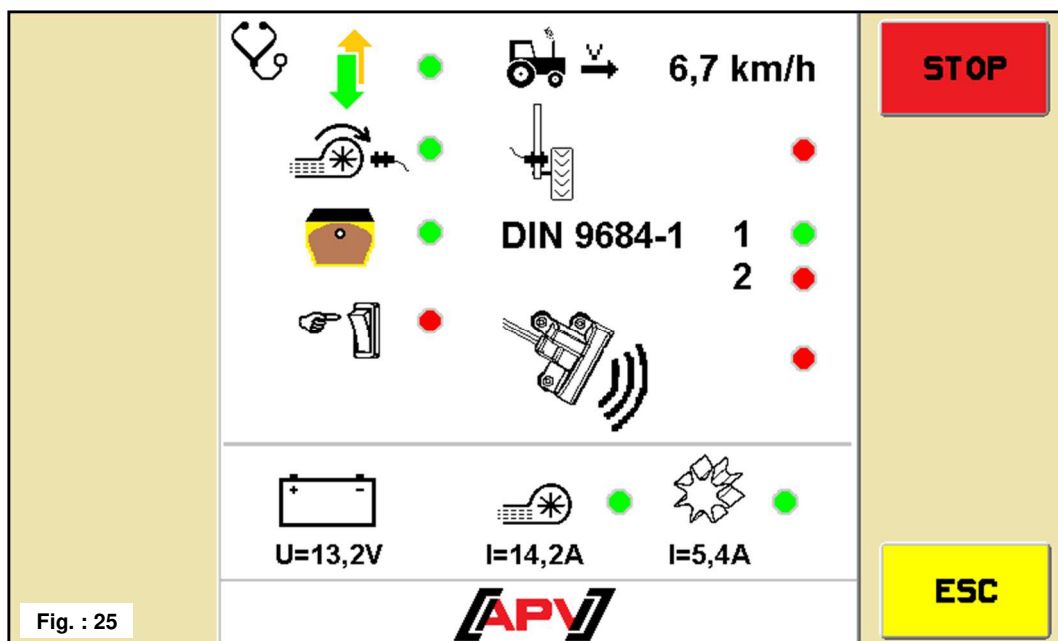 V
6,7 km/h
STOP
DIN 9684-1 1
2
+ -
U=13,2V
I=14,2A
I=5,4A
ESC
APV
Fig. : 25